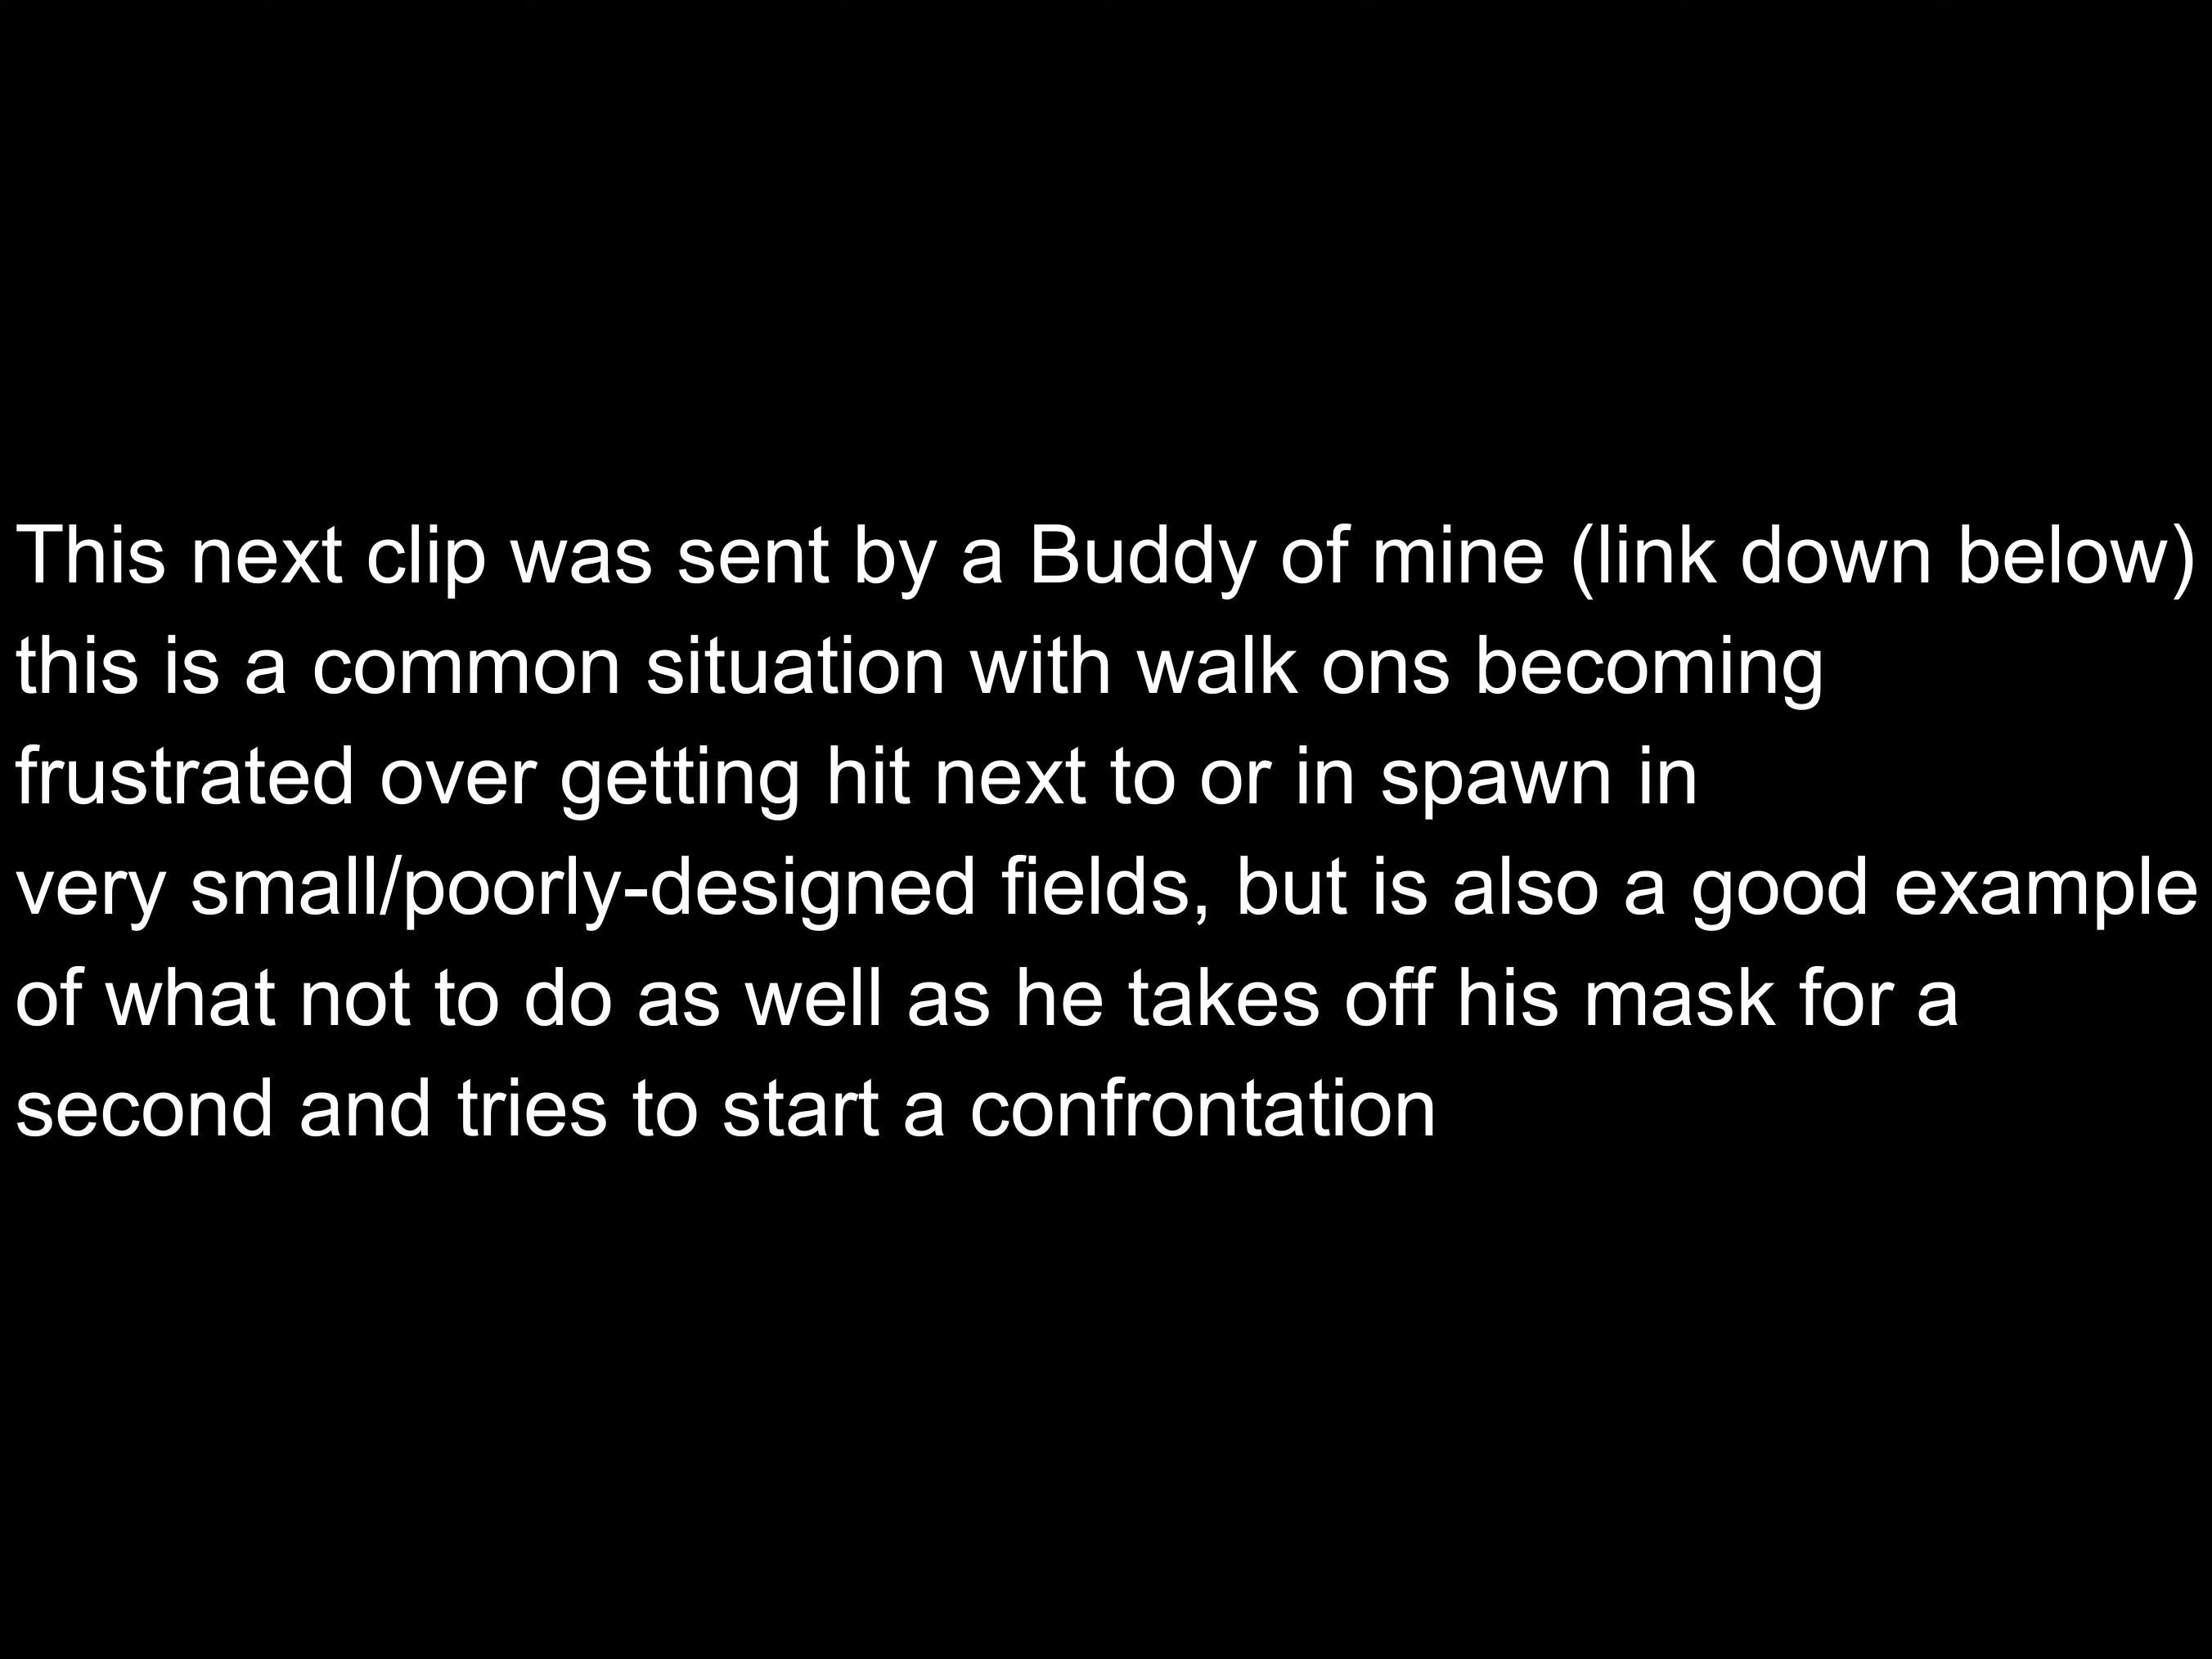 This next clip was sent by a Buddy of mine (link down below)
this is a common situation with walk ons becoming
frustrated over getting hit next to or in spawn in
very small/poorly-designed fields, but is also a good example
of what not to do as well as he takes off his mask for a
second and tries to start a confrontation